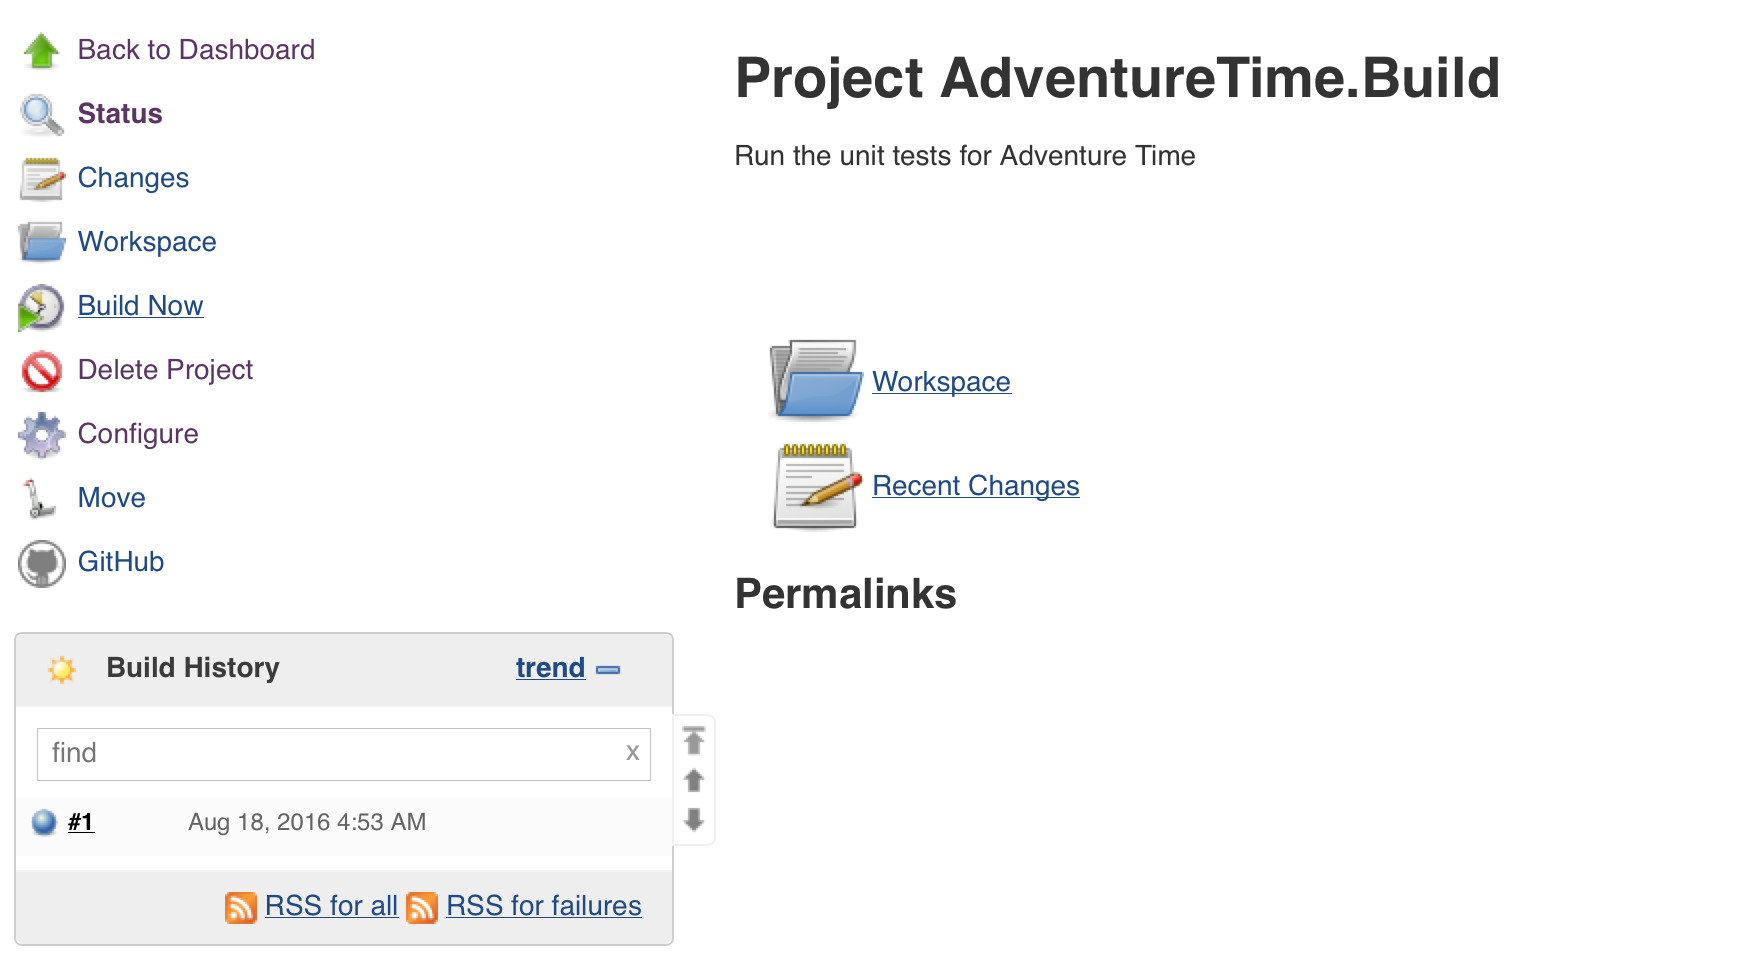 Back to Dashboard
Status
Changes
Workspace
Build Now
Delete Project
Configure
Move
GitHub
Build History trend
find x
#1 Aug 18, 2016 4:53 AM
RSS for all RSS for failures
Project AdventureTime.Build
Run the unit tests for Adventure Time
Workspace
Recent Changes
Permalinks